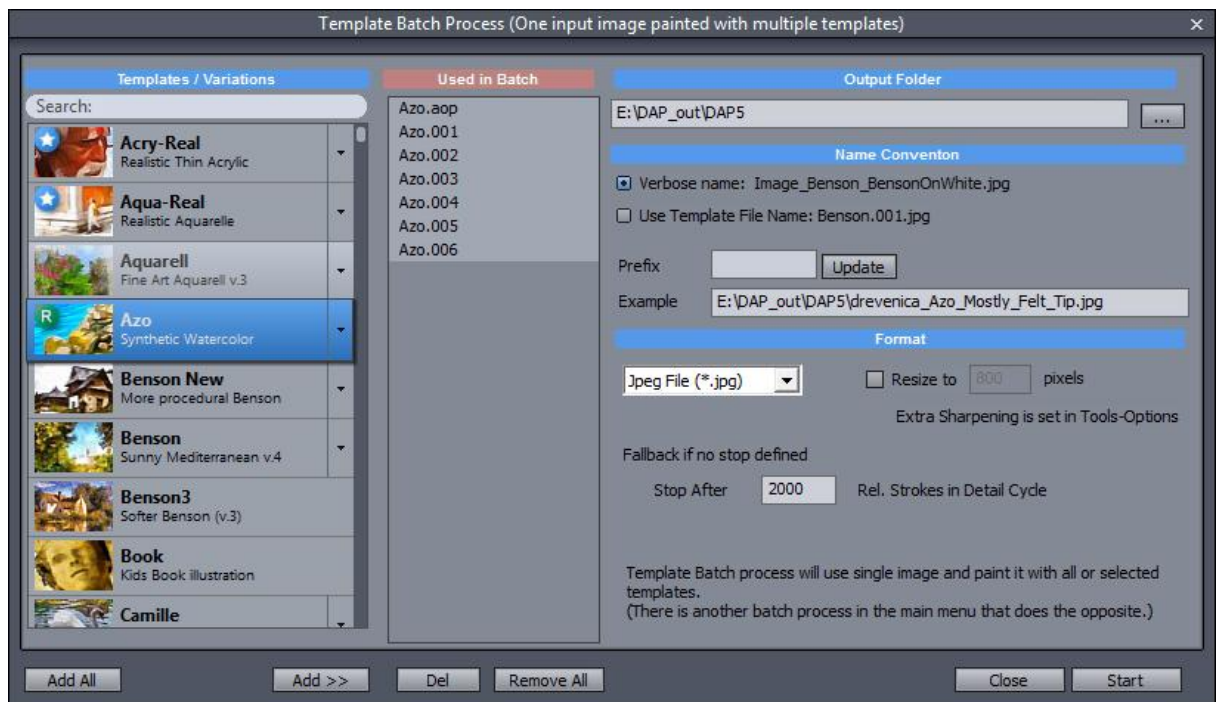 Template Batch Process (One input image painted with multiple templates)
Templates / Variations
Search:
Acry-Real
Realistic Thin Acrylic
Aqua-Real
Realistic Aquarelle
Aquarell
Fine Art Aquarell v.3
R
Azo
Synthetic Watercolor
Benson New
More procedural Benson
Benson
Sunny Mediterranean v.4
Benson3
Softer Benson (v.3)
Book
Kids Book illustration
Camille
Used in Batch
Azo.aop
Azo.001
Azo.002
Azo.003
Azo.004
Azo.005
Azo.006
Output Folder
E:\DAP_out\DAP5
...
Name Conventon
Verbose name: Image_Benson_BensonOnWhite.jpg
Use Template File Name: Benson.001.jpg
Prefix
Update
Example
E:\DAP_out\DAP5\drevenica_Azo_Mostly_Felt_Tip.jpg
Format
Jpeg File (*.jpg)
Resize to 800 pixels
Extra Sharpening is set in Tools-Options
Fallback if no stop defined
Stop After 2000 Rel. Strokes in Detail Cycle
Template Batch process will use single image and paint it with all or selected
templates.
(There is another batch process in the main menu that does the opposite.)
Add All
Add >>
Del
Remove All
Close
Start